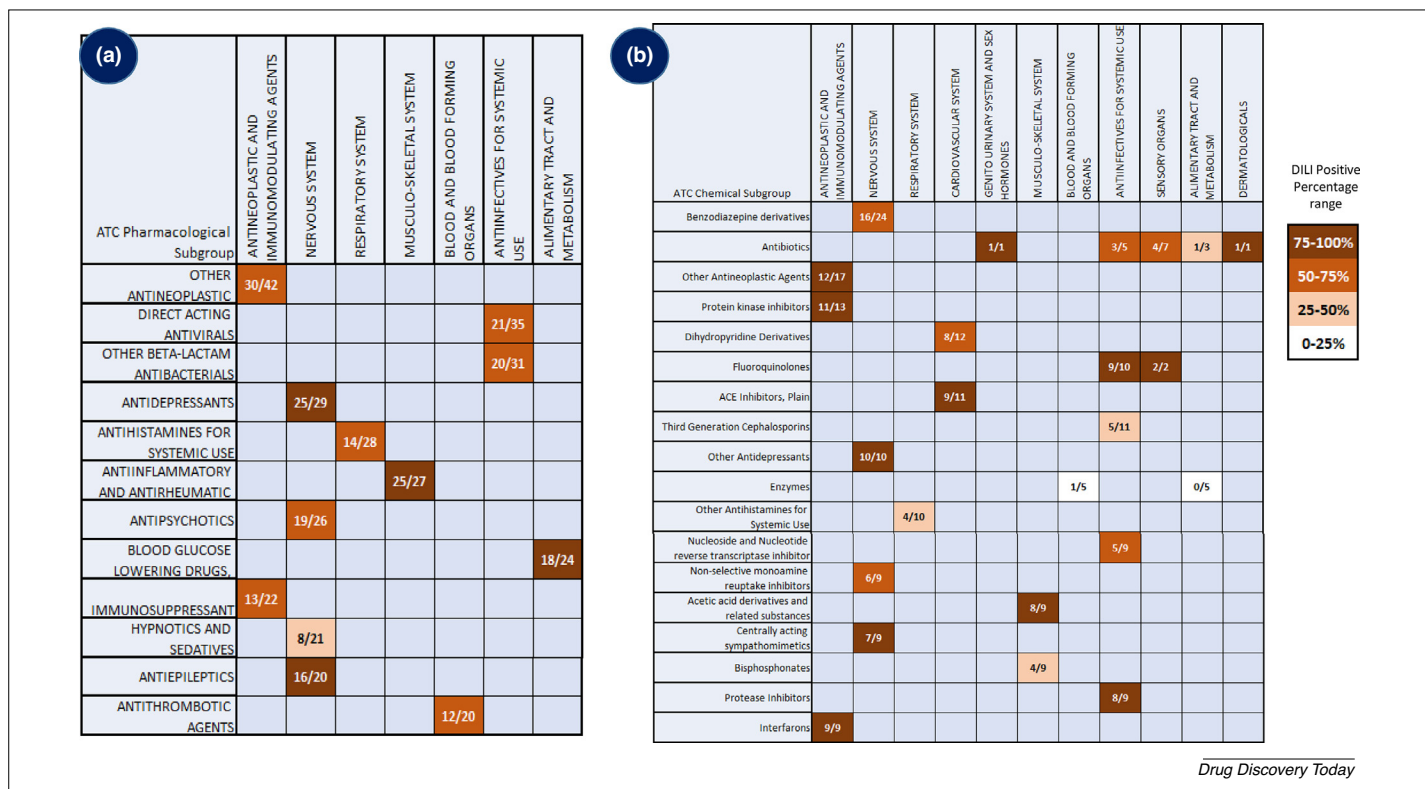 (a)
ATC Pharmacological
Subgroup
ANTINEOPLASTIC AND
IMMUNOMODULATING AGENTS
NERVOUS SYSTEM
RESPIRATORY SYSTEM
MUSCULO-SKELETAL SYSTEM
BLOOD AND BLOOD FORMING
ORGANS
ANTIINFECTIVES FOR SYSTEMIC
USE
ALIMENTARY TRACT AND
METABOLISM
OTHER
ANTINEOPLASTIC
30/42
DIRECT ACTING
ANTIVIRALS
21/35
OTHER BETA-LACTAM
ANTIBACTERIALS
20/31
ANTIDEPRESSANTS
25/29
ANTIHISTAMINES FOR
SYSTEMIC USE
14/28
ANTIINFLAMMATORY
AND ANTIRHEUMATIC
25/27
ANTIPSYCHOTICS
19/26
BLOOD GLUCOSE
LOWERING DRUGS,
18/24
IMMUNOSUPPRESSANT
13/22
HYPNOTICS AND
SEDATIVES
8/21
ANTIEPILEPTICS
16/20
ANTITHROMBOTIC
AGENTS
12/20
(b)
ATC Chemical Subgroup
ANTINEOPLASTIC AND
IMMUNOMODULATING AGENTS
NERVOUS SYSTEM
RESPIRATORY SYSTEM
CARDIOVASCULAR SYSTEM
GENITO URINARY SYSTEM AND SEX
HORMONES
MUSCULO-SKELETAL SYSTEM
BLOOD AND BLOOD FORMING
ORGANS
ANTIINFECTIVES FOR SYSTEMIC USE
SENSORY ORGANS
ALIMENTARY TRACT AND
METABOLISM
DERMATOLOGICALS
Benzodiazepine derivatives
16/24
Antibiotics
1/1 3/5 4/7 1/3 1/1
Other Antineoplastic Agents
12/17
Protein kinase inhibitors
11/13
Dihydropyridine Derivatives
8/12
Fluoroquinolones
9/10 2/2
ACE Inhibitors, Plain
9/11
Third Generation Cephalosporins
5/11
Other Antidepressants
10/10
Enzymes
1/5 0/5
Other Antihistamines for
Systemic Use
4/10
Nucleoside and Nucleotide
reverse transcriptase inhibitor
5/9
Non-selective monoamine
reuptake inhibitors
6/9
Acetic acid derivatives and
related substances
8/9
Centrally acting
sympathomimetics
7/9
Bisphosphonates
4/9
Protease Inhibitors
8/9
Interfarons
9/9
DILI Positive
Percentage
range
75-100%
50-75%
25-50%
0-25%
Drug Discovery Today